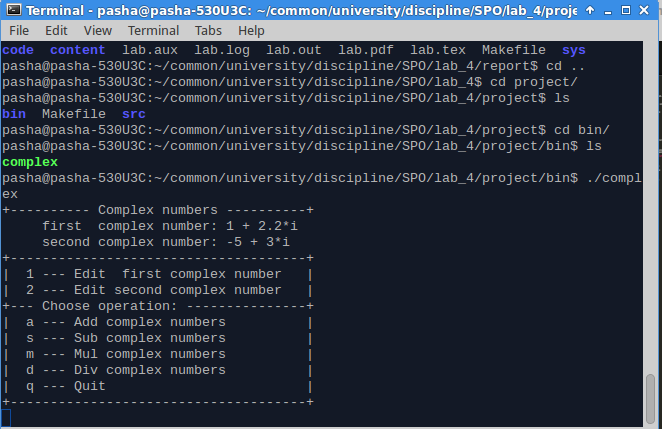 Terminal - pasha@pasha-530U3C: ~/common/university/discipline/SPO/lab_4/proje
File Edit View Terminal Tabs Help
code content lab.aux lab.log lab.out lab.pdf lab.tex Makefile sys
pasha@pasha-530U3C:~/common/university/discipline/SPO/lab_4/report$ cd ..
pasha@pasha-530U3C:~/common/university/discipline/SPO/lab_4$ cd project/
pasha@pasha-530U3C:~/common/university/discipline/SPO/lab_4/project$ ls
bin Makefile src
pasha@pasha-530U3C:~/common/university/discipline/SPO/lab_4/project$ cd bin/
pasha@pasha-530U3C:~/common/university/discipline/SPO/lab_4/project/bin$ ls
complex
pasha@pasha-530U3C:~/common/university/discipline/SPO/lab_4/project/bin$ ./compl
ex
+---------- Complex numbers ----------+
     first  complex number: 1 + 2.2*i
     second complex number: -5 + 3*i
+-------------------------------------+
|  1 --- Edit  first complex number   |
|  2 --- Edit second complex number   |
+--- Choose operation: ---------------+
|  a --- Add complex numbers          |
|  s --- Sub complex numbers          |
|  m --- Mul complex numbers          |
|  d --- Div complex numbers          |
|  q --- Quit                         |
+-------------------------------------+